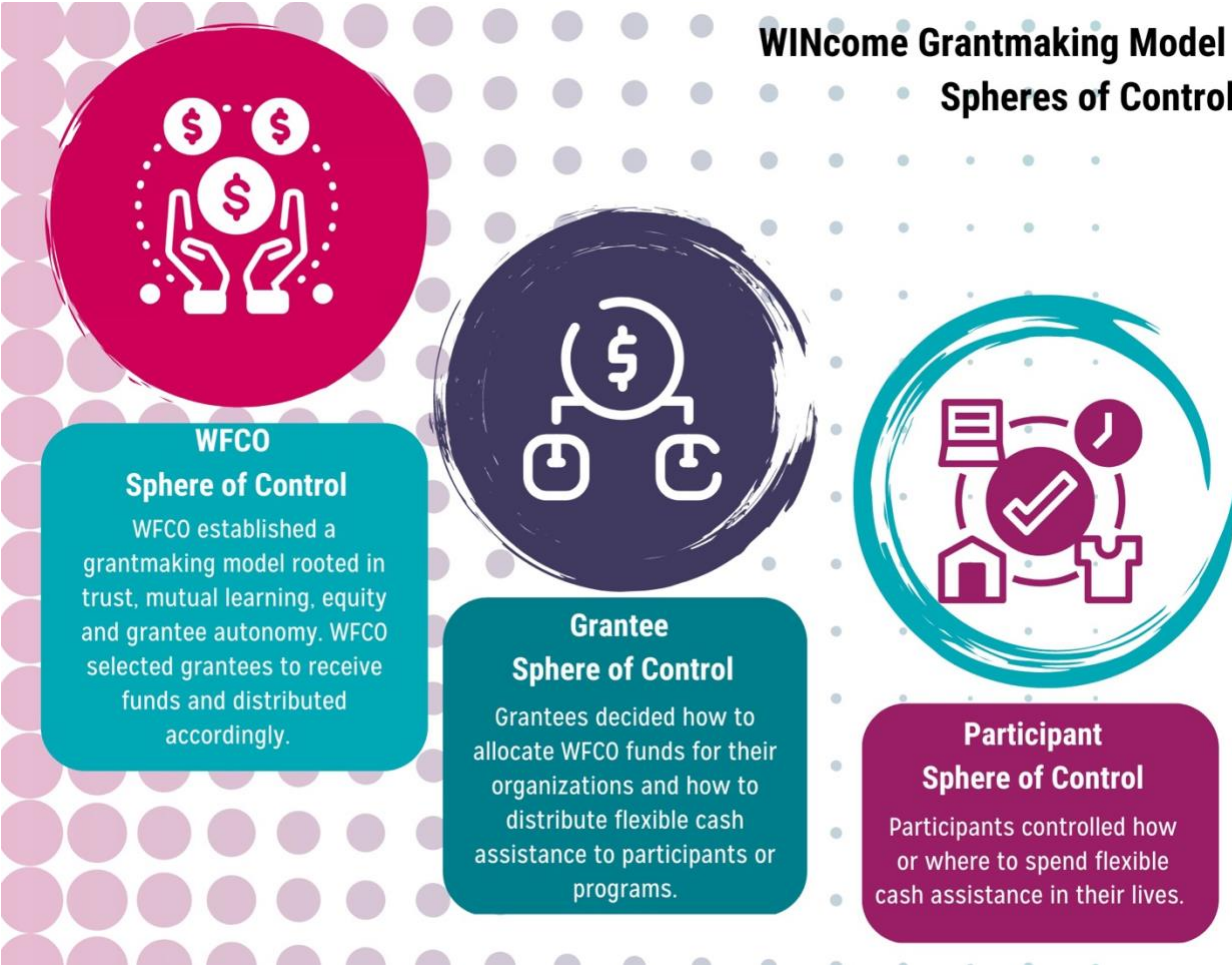 WINcome Grantmaking Model
Spheres of Control
WFCO
Sphere of Control
WFCO established a
grantmaking model rooted in
trust, mutual learning, equity
and grantee autonomy. WFCO
selected grantees to receive
funds and distributed
accordingly.
Grantee
Sphere of Control
Grantees decided how to
allocate WFCO funds for their
organizations and how to
distribute flexible cash
assistance to participants or
programs.
Participant
Sphere of Control
Participants controlled how
or where to spend flexible
cash assistance in their lives.